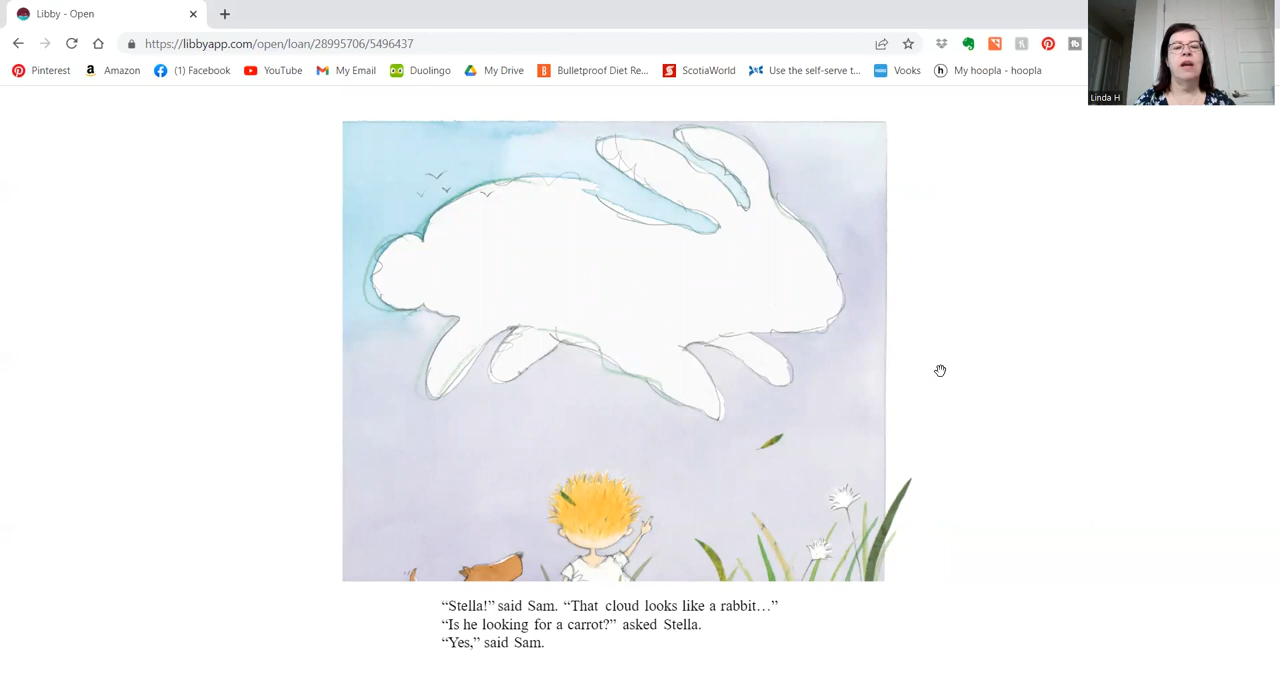 Libby - Open
https://libbyapp.com/open/loan/28995706/5496437
Pinterest Amazon (1) Facebook YouTube My Email Duolingo My Drive Bulletproof Diet Re... ScotiaWorld Use the self-serve t... Vooks My hoopla - hoopla
Linda H
“Stella!” said Sam. “That cloud looks like a rabbit…”
“Is he looking for a carrot?” asked Stella.
“Yes,” said Sam.